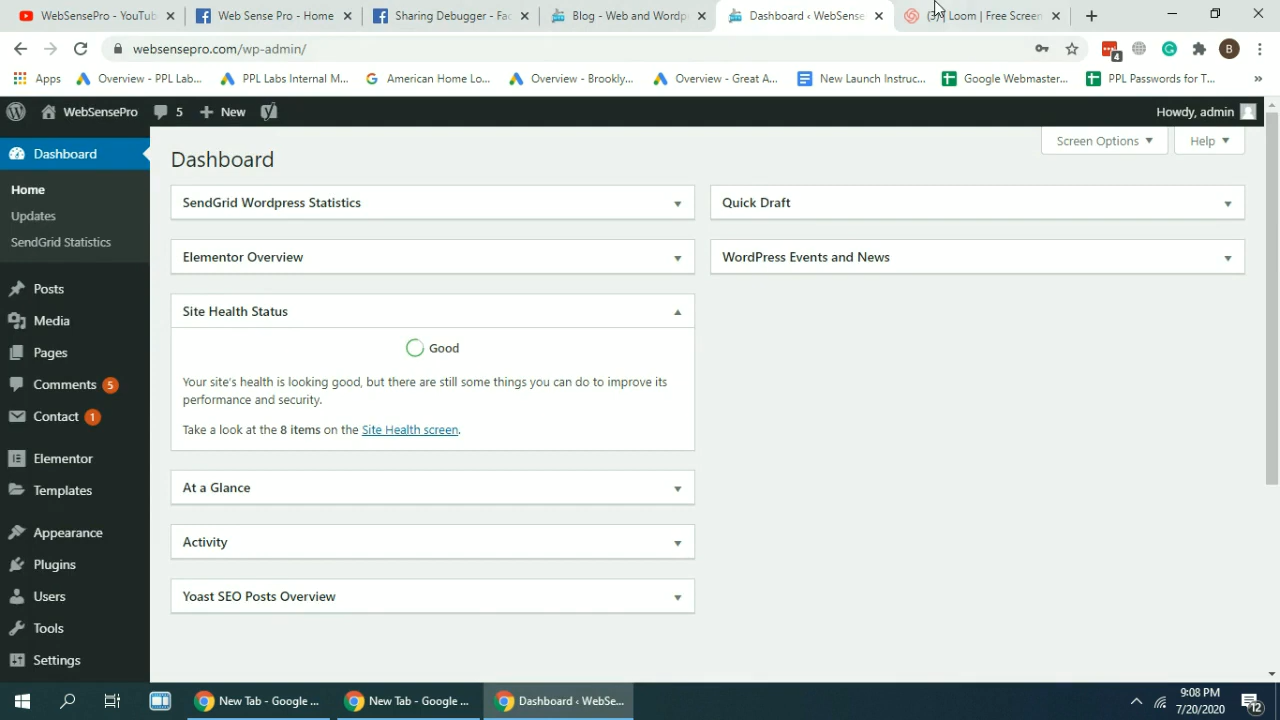 WebSensePro - YouTub
Web Sense Pro - Home
Sharing Debugger - Fac
Blog - Web and Wordpr
Dashboard ‹ WebSense
Loom | Free Screen
websensepro.com/wp-admin/
4
B
Apps
Overview - PPL Lab...
PPL Labs Internal M...
American Home Lo...
Overview - Brookly...
Overview - Great A...
New Launch Instruc...
Google Webmaster...
PPL Passwords for T...
»
WebSensePro
5
New
Howdy, admin
Dashboard
Home
Updates
SendGrid Statistics
Posts
Media
Pages
Comments 5
Contact 1
Elementor
Templates
Appearance
Plugins
Users
Tools
Settings
Screen Options
Help
Dashboard
SendGrid Wordpress Statistics
Elementor Overview
Site Health Status
Good
Your site's health is looking good, but there are still some things you can do to improve its
performance and security.
Take a look at the 8 items on the Site Health screen.
At a Glance
Activity
Yoast SEO Posts Overview
Quick Draft
WordPress Events and News
New Tab - Google ...
New Tab - Google ...
Dashboard ‹ WebSe...
9:08 PM
7/20/2020
12